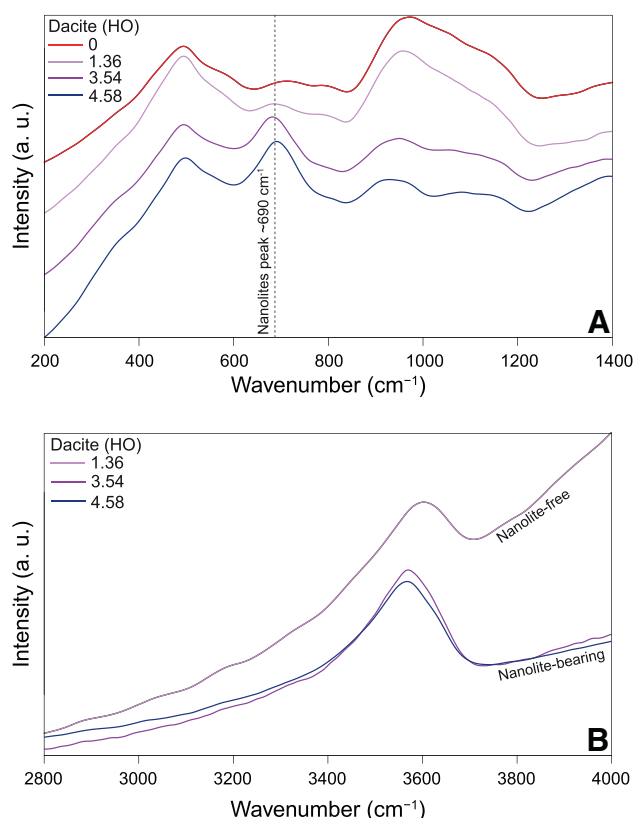 Dacite (HO)
0
1.36
3.54
4.58
Intensity (a. u.)
Nanolites peak ~690 cm⁻¹
A
200 400 600 800 1000 1200 1400
Wavenumber (cm⁻¹)
Dacite (HO)
1.36
3.54
4.58
Intensity (a. u.)
Nanolite-free
Nanolite-bearing
B
2800 3000 3200 3400 3600 3800 4000
Wavenumber (cm⁻¹)